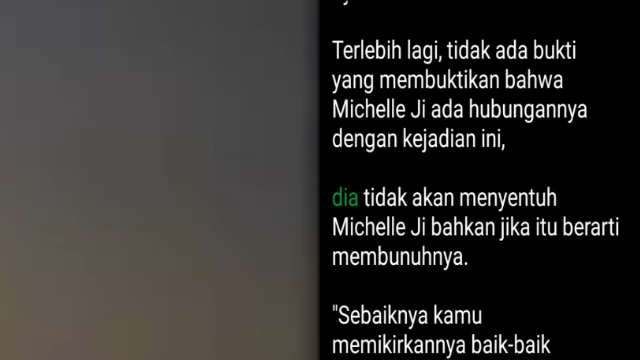 Terlebih lagi, tidak ada bukti
yang membuktikan bahwa
Michelle Ji ada hubungannya
dengan kejadian ini,
dia tidak akan menyentuh
Michelle Ji bahkan jika itu berarti
membunuhnya.
"Sebaiknya kamu
memikirkannya baik-baik